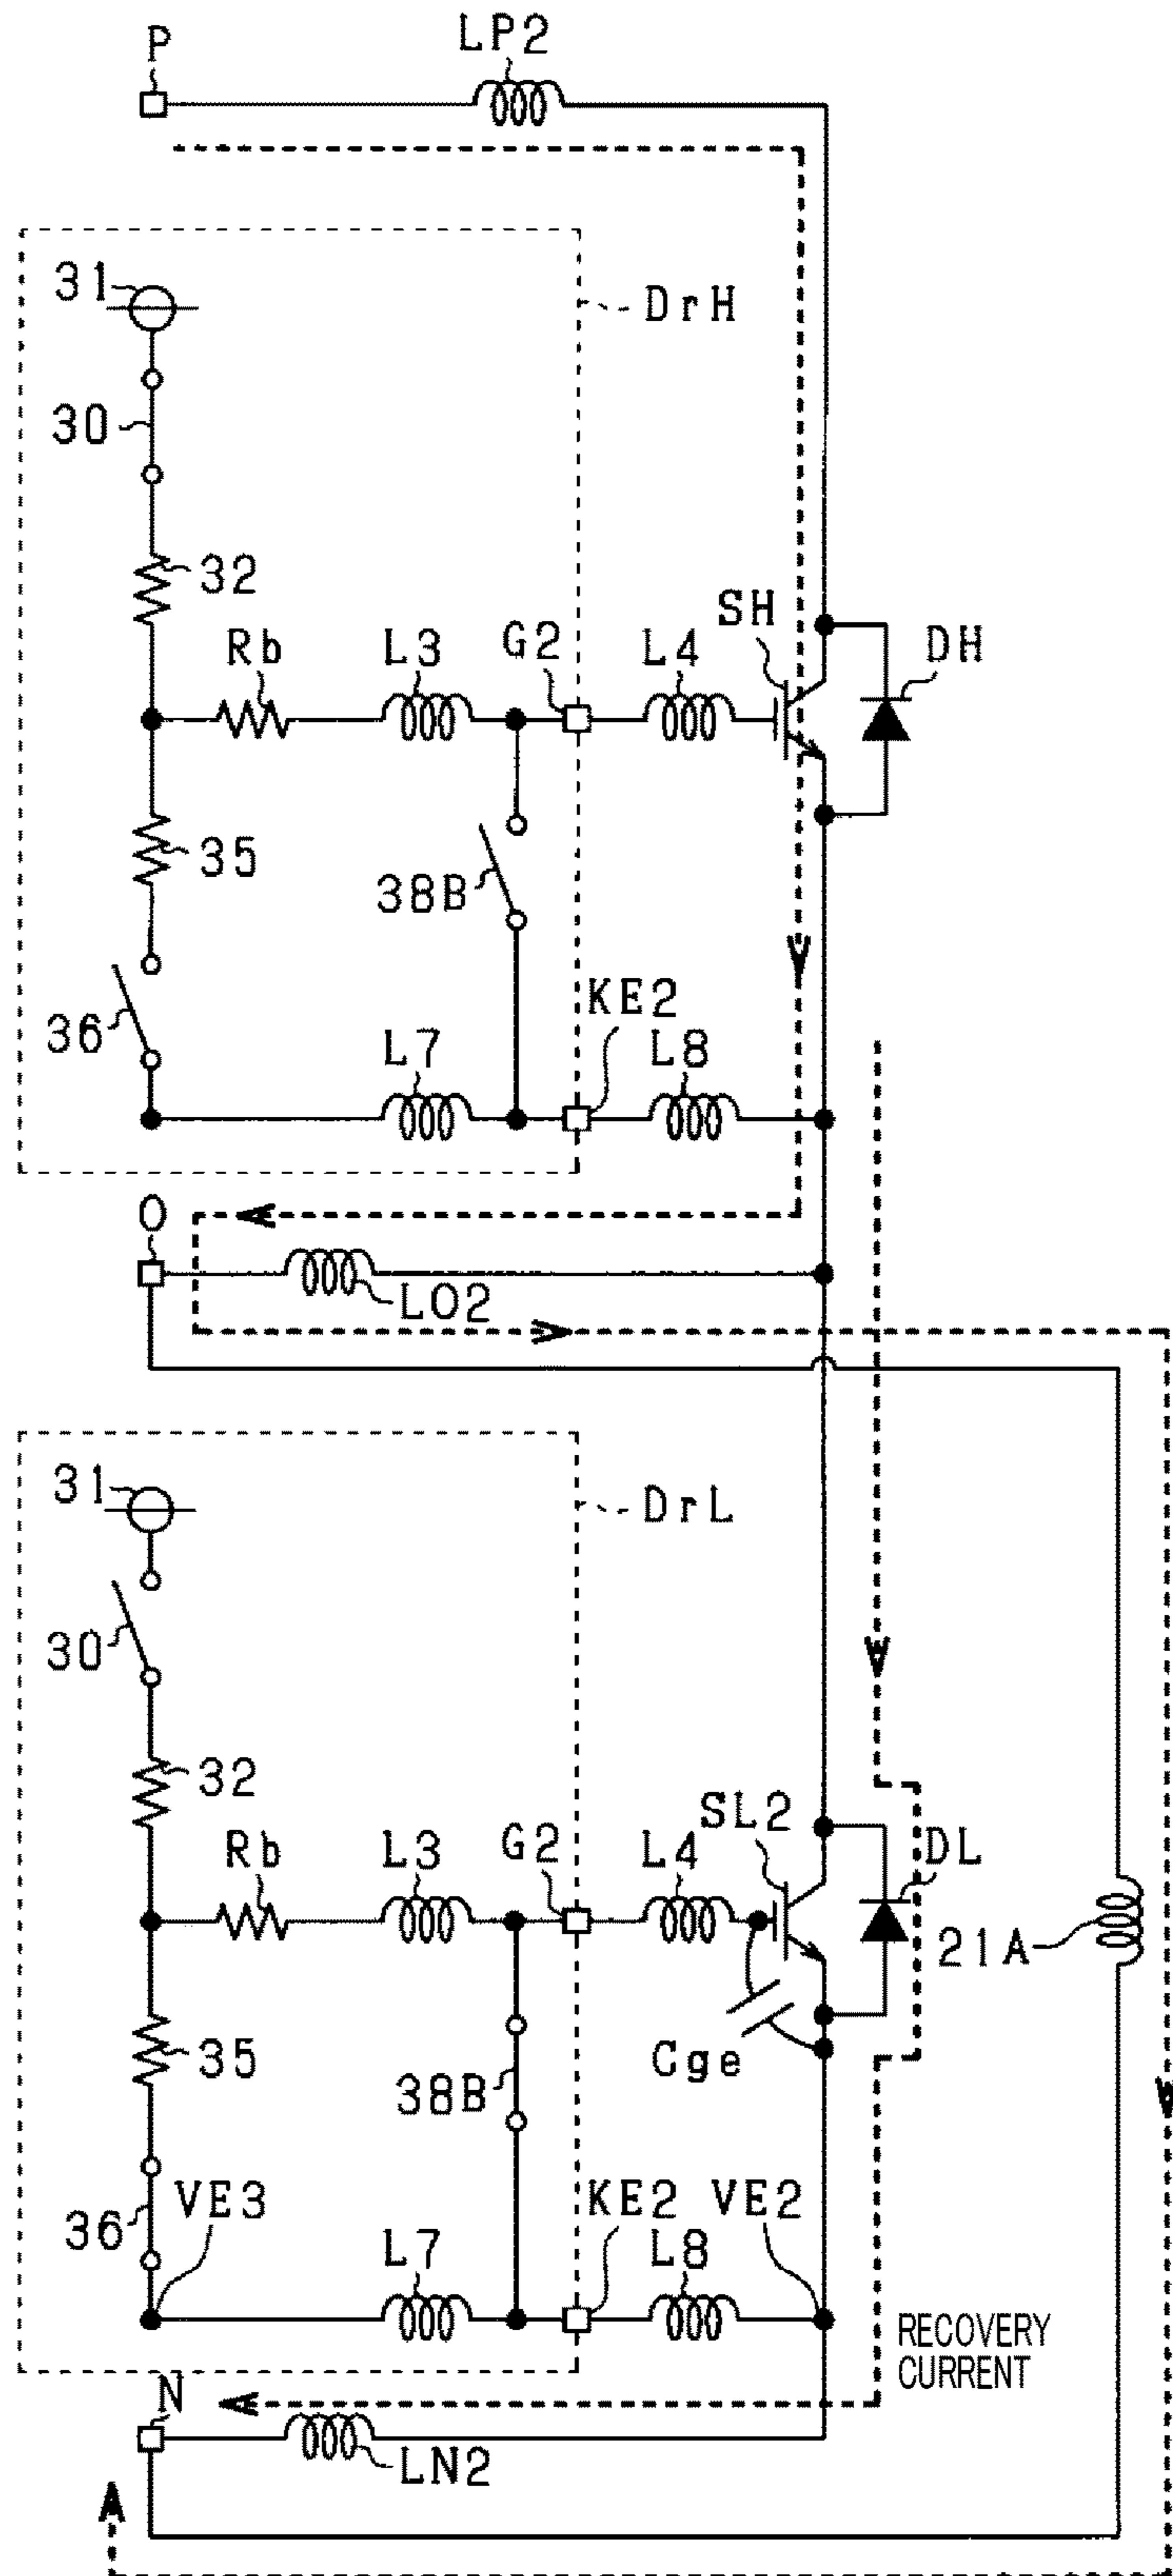 P
LP2
31
DrH
30
32
SH
Rb
L3
G2
L4
DH
35
38B
36
L7
KE2
L8
O
LO2
31
DrL
30
32
SL2
Rb
L3
G2
L4
DL
21A
35
38B
Cge
36
VE3
L7
KE2
VE2
L8
RECOVERY
CURRENT
N
LN2